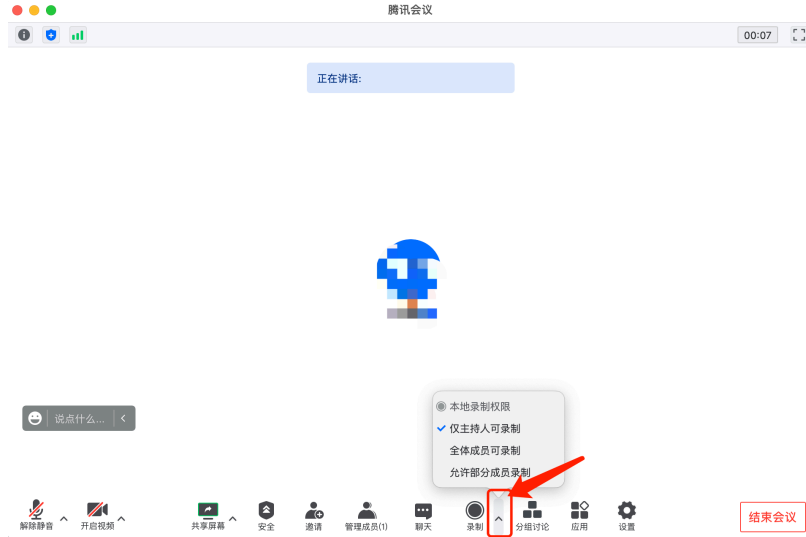 腾讯会议
00:07
正在讲话:
本地录制权限
仅主持人可录制
全体成员可录制
允许部分成员录制
说点什么...
解除静音
开启视频
共享屏幕
安全
邀请
管理成员(1)
聊天
录制
分组讨论
应用
设置
结束会议